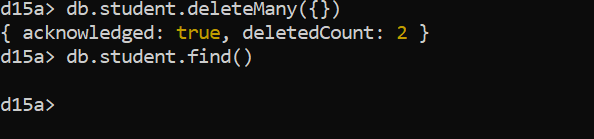 d15a> db.student.deleteMany({})
{ acknowledged: true, deletedCount: 2 }
d15a> db.student.find()
d15a>